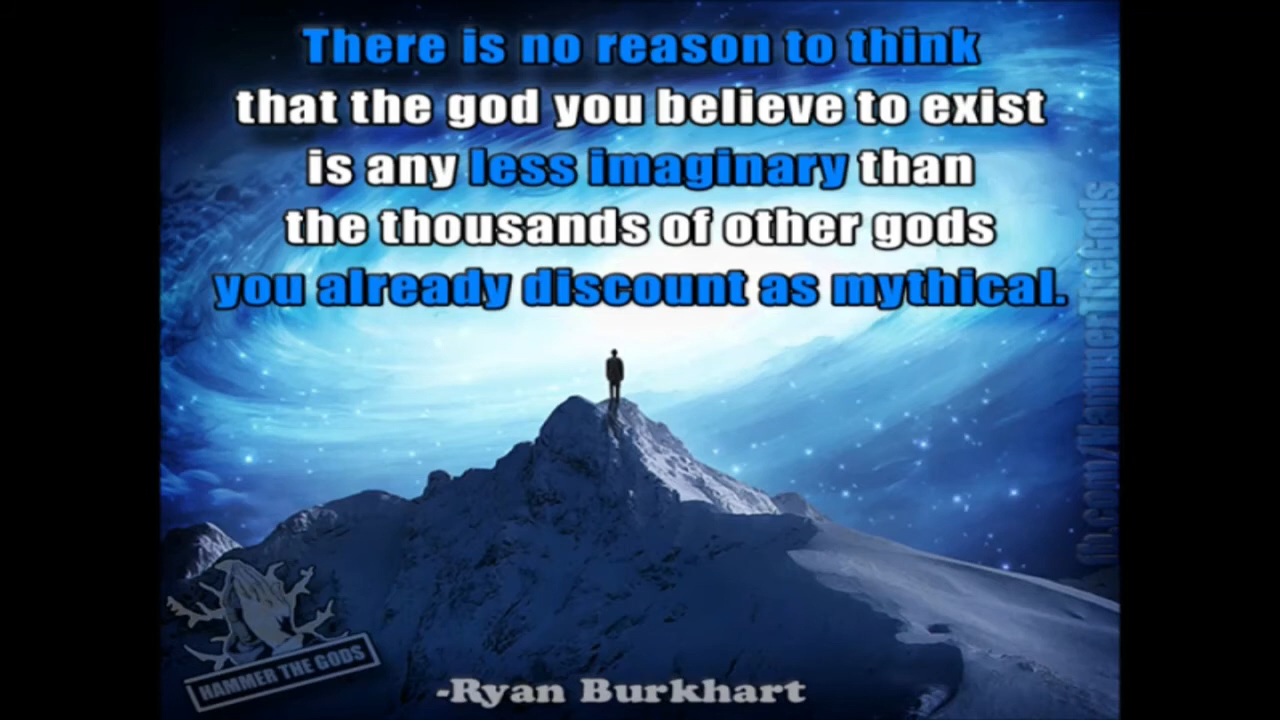 There is no reason to think
that the god you believe to exist
is any less imaginary than
the thousands of other gods
you already discount as mythical.
fb.com/HammerTheGods
HAMMER THE GODS
-Ryan Burkhart